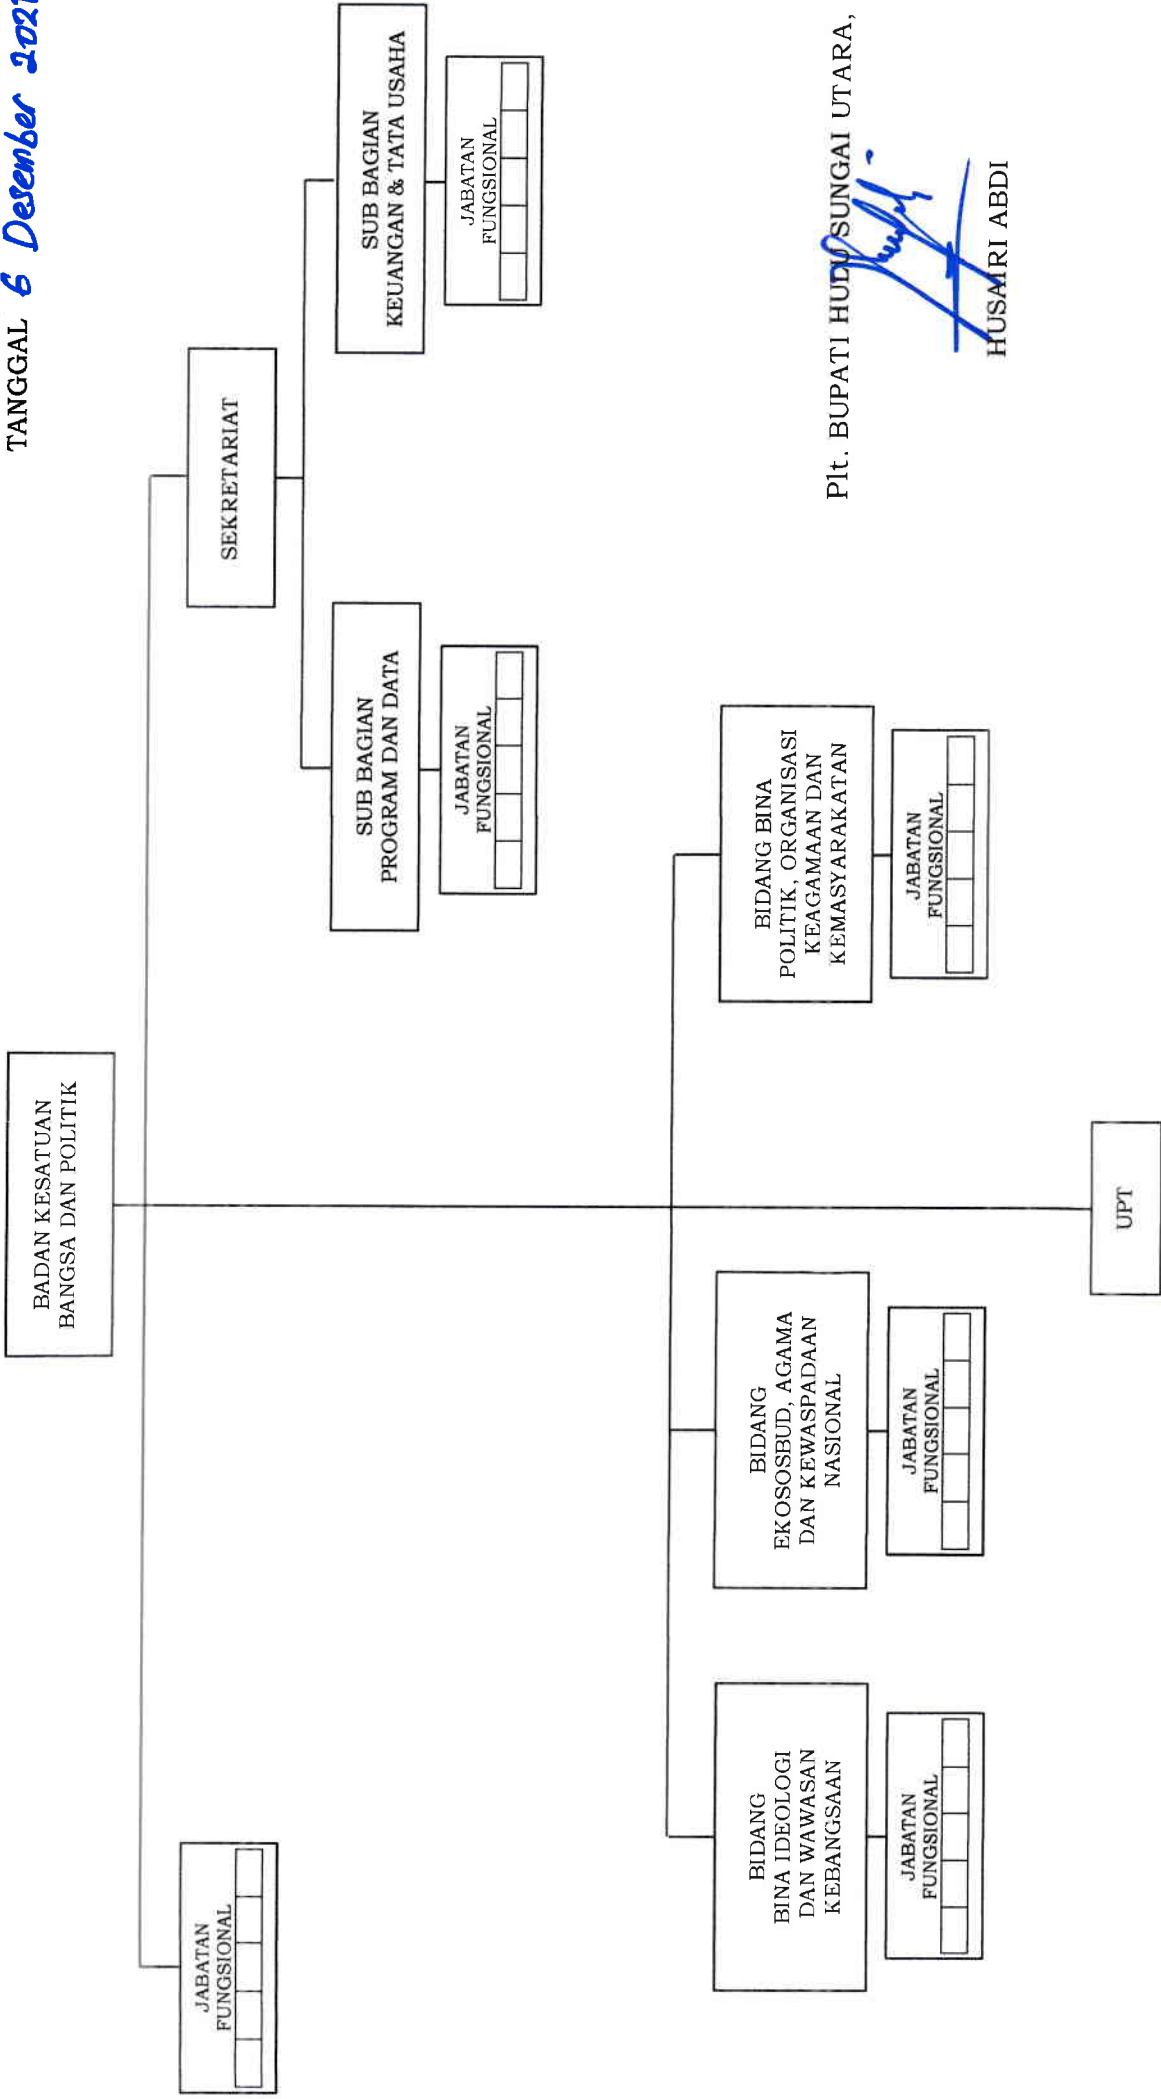 TANGGAL 6 Desember 2021
BADAN KESATUAN
BANGSA DAN POLITIK
JABATAN
FUNGSIONAL
SEKRETARIAT
SUB BAGIAN
PROGRAM DAN DATA
JABATAN
FUNGSIONAL
SUB BAGIAN
KEUANGAN & TATA USAHA
JABATAN
FUNGSIONAL
BIDANG
BINA IDEOLOGI
DAN WAWASAN
KEBANGSAAN
JABATAN
FUNGSIONAL
BIDANG
EKOSOSBUD, AGAMA
DAN KEWASPADAAN
NASIONAL
JABATAN
FUNGSIONAL
BIDANG BINA
POLITIK, ORGANISASI
KEAGAMAAN DAN
KEMASYARAKATAN
JABATAN
FUNGSIONAL
UPT
Plt. BUPATI HULU SUNGAI UTARA,
HUSAIRI ABDI